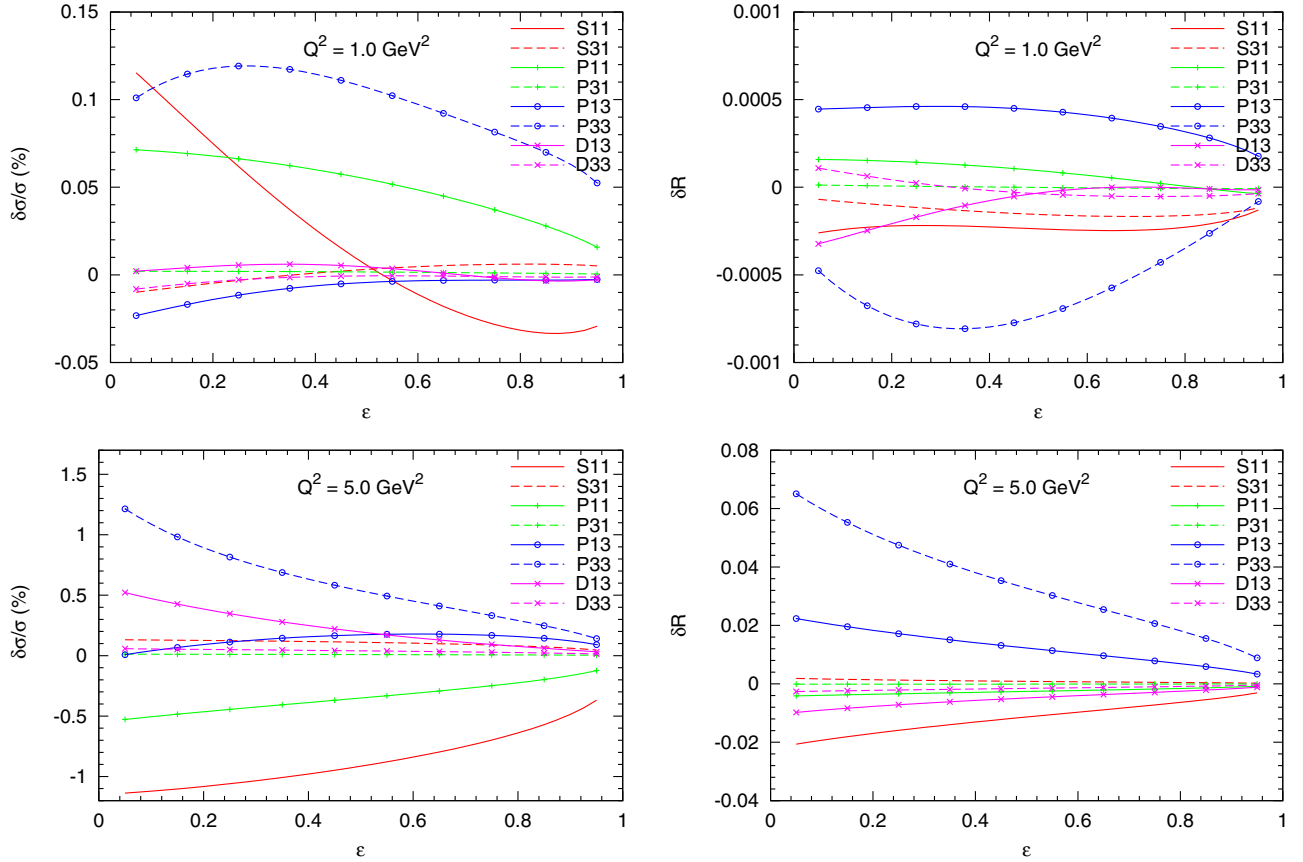 0.15
0.1
0.05
0
-0.05
0
0.2
0.4
0.6
0.8
1
δσ/σ (%)
ε
Q² = 1.0 GeV²
S11
S31
P11
P31
P13
P33
D13
D33
0.001
0.0005
0
-0.0005
-0.001
0
0.2
0.4
0.6
0.8
1
δR
ε
Q² = 1.0 GeV²
S11
S31
P11
P31
P13
P33
D13
D33
1.5
1
0.5
0
-0.5
-1
0
0.2
0.4
0.6
0.8
1
δσ/σ (%)
ε
Q² = 5.0 GeV²
S11
S31
P11
P31
P13
P33
D13
D33
0.08
0.06
0.04
0.02
0
-0.02
-0.04
0
0.2
0.4
0.6
0.8
1
δR
ε
Q² = 5.0 GeV²
S11
S31
P11
P31
P13
P33
D13
D33